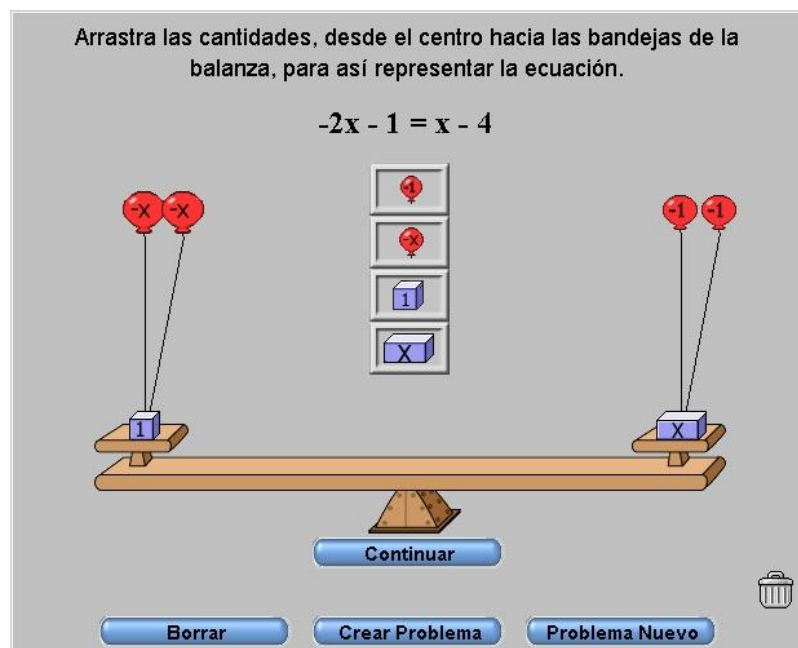 Arrastra las cantidades, desde el centro hacia las bandejas de la
balanza, para así representar la ecuación.
-2x - 1 = x - 4
-1
-x -x
-1 -1
-x
1
X
1
X
Continuar
Borrar
Crear Problema
Problema Nuevo